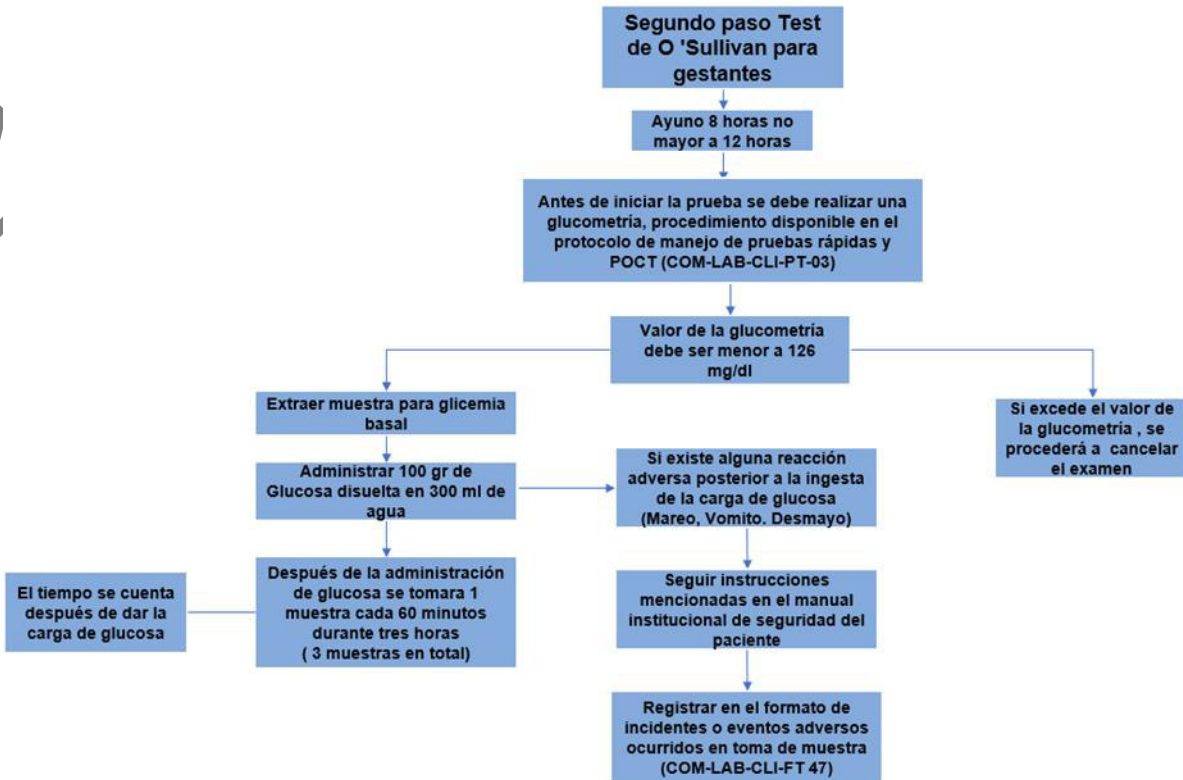 Segundo paso Test
de O 'Sullivan para
gestantes
Ayuno 8 horas no
mayor a 12 horas
Antes de iniciar la prueba se debe realizar una
glucometría, procedimiento disponible en el
protocolo de manejo de pruebas rápidas y
POCT (COM-LAB-CLI-PT-03)
Valor de la glucometría
debe ser menor a 126
mg/dl
Extraer muestra para glicemia
basal
Si excede el valor de
la glucometría , se
procederá a cancelar
el examen
Administrar 100 gr de
Glucosa disuelta en 300 ml de
agua
Si existe alguna reacción
adversa posterior a la ingesta
de la carga de glucosa
(Mareo, Vomito. Desmayo)
El tiempo se cuenta
después de dar la
carga de glucosa
Después de la administración
de glucosa se tomara 1
muestra cada 60 minutos
durante tres horas
( 3 muestras en total)
Seguir instrucciones
mencionadas en el manual
institucional de seguridad del
paciente
Registrar en el formato de
incidentes o eventos adversos
ocurridos en toma de muestra
(COM-LAB-CLI-FT 47)